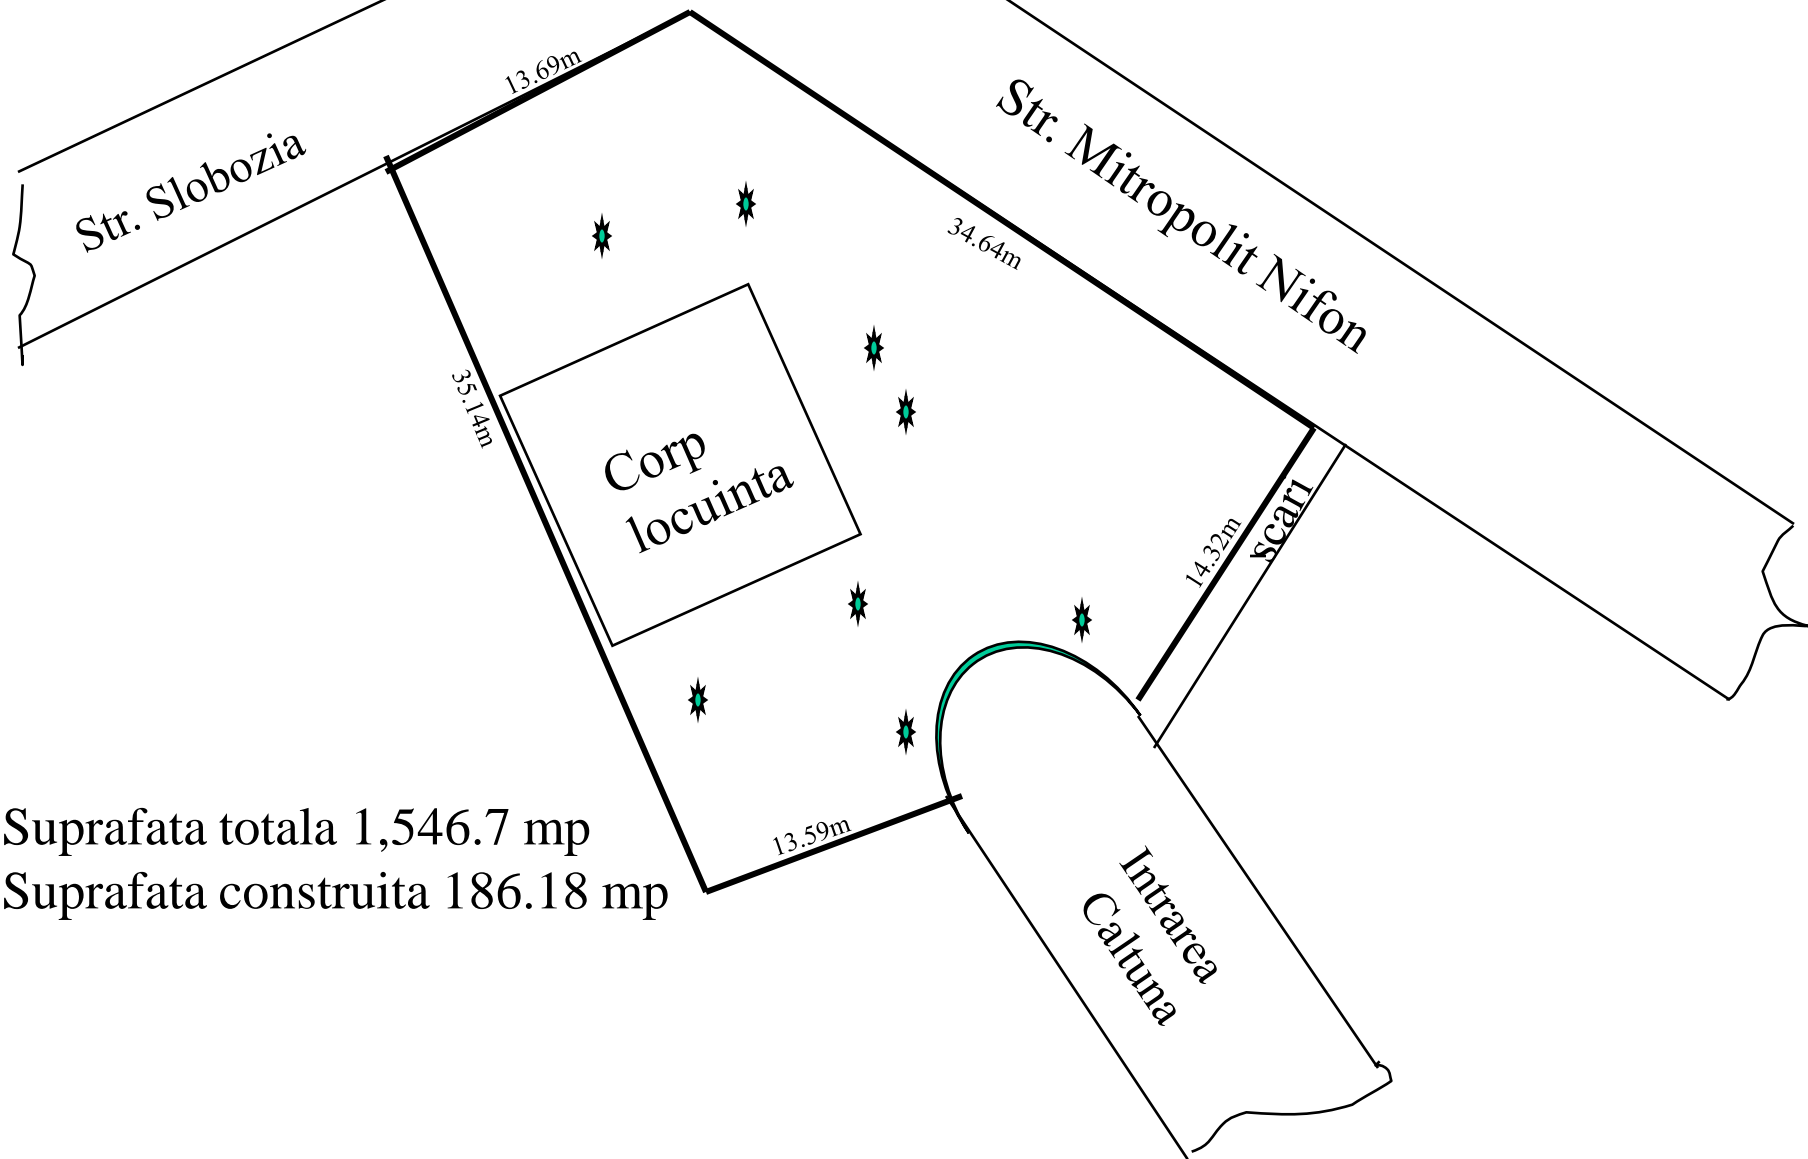 13.69m
Str. Slobozia
Str. Mitropolit Nifon
34.64m
35.14m
Corp
locuinta
scari
14.32m
13.59m
Suprafata totala 1,546.7 mp
Suprafata construita 186.18 mp
Intrarea
Caltuna